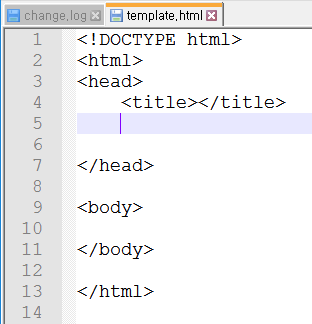 change.log template.html
1 <!DOCTYPE html>
2 <html>
3 <head>
4     <title></title>
5
6
7 </head>
8
9 <body>
10
11 </body>
12
13 </html>
14